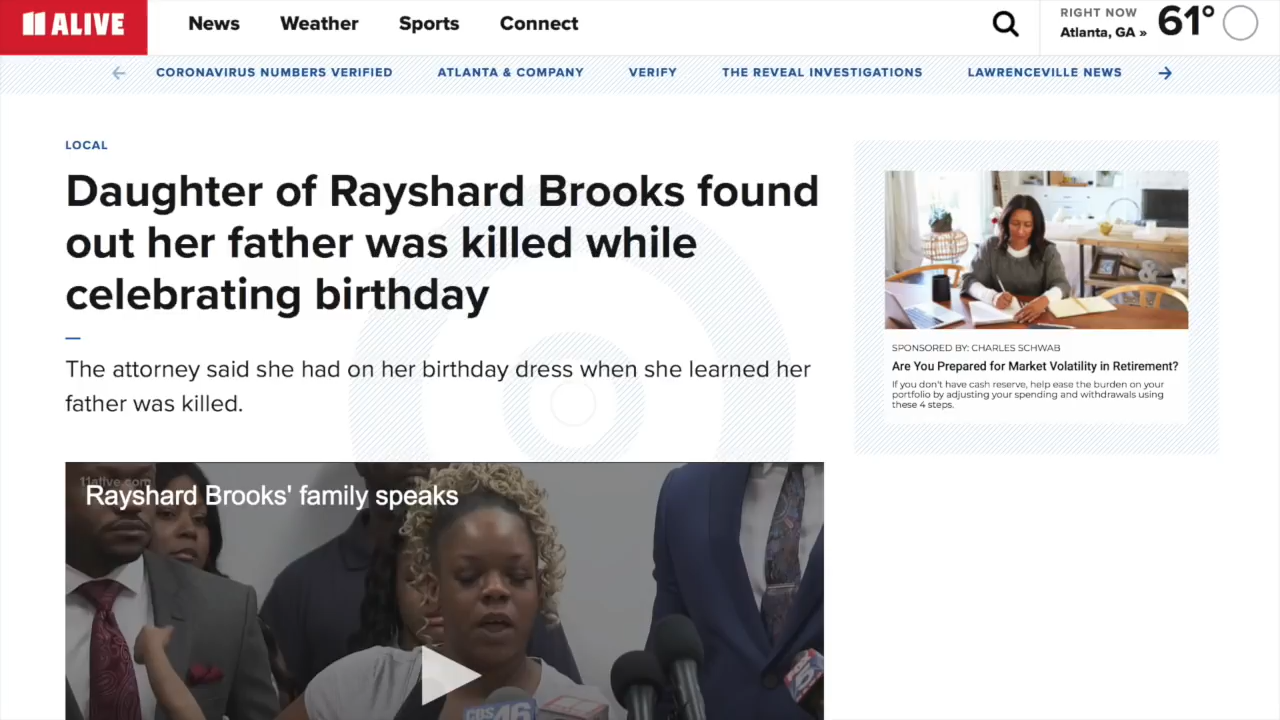 11 ALIVE
News Weather Sports Connect
RIGHT NOW
Atlanta, GA »
61°
CORONAVIRUS NUMBERS VERIFIED ATLANTA & COMPANY VERIFY THE REVEAL INVESTIGATIONS LAWRENCEVILLE NEWS
LOCAL
Daughter of Rayshard Brooks found
out her father was killed while
celebrating birthday
The attorney said she had on her birthday dress when she learned her
father was killed.
11alive.com
Rayshard Brooks' family speaks
CBS46
FOX 5
SPONSORED BY: CHARLES SCHWAB
Are You Prepared for Market Volatility in Retirement?
If you don't have cash reserve, help ease the burden on your
portfolio by adjusting your spending and withdrawals using
these 4 steps.